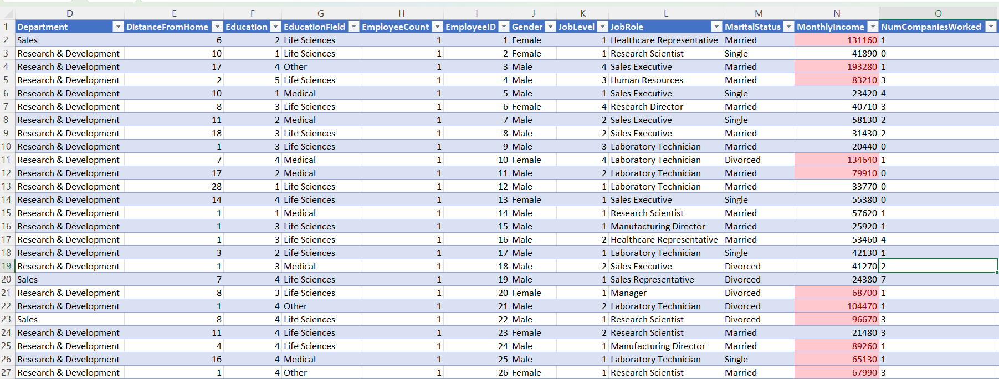 D E F G H I J K L M N O
1 Department DistanceFromHome Education EducationField EmployeeCount EmployeeID Gender JobLevel JobRole MaritalStatus MonthlyIncome NumCompaniesWorked
2 Sales 6 2 Life Sciences 1 1 Female 1 Healthcare Representative Married 131160 1
3 Research & Development 10 1 Life Sciences 1 2 Female 1 Research Scientist Single 41890 0
4 Research & Development 17 4 Other 1 3 Male 4 Sales Executive Married 193280 1
5 Research & Development 2 5 Life Sciences 1 4 Male 3 Human Resources Married 83210 3
6 Research & Development 10 1 Medical 1 5 Male 1 Sales Executive Single 23420 4
7 Research & Development 8 3 Life Sciences 1 6 Female 4 Research Director Married 40710 3
8 Research & Development 11 2 Medical 1 7 Male 2 Sales Executive Single 58130 2
9 Research & Development 18 3 Life Sciences 1 8 Male 2 Sales Executive Married 31430 2
10 Research & Development 1 3 Life Sciences 1 9 Male 3 Laboratory Technician Married 20440 0
11 Research & Development 7 4 Medical 1 10 Female 4 Laboratory Technician Divorced 134640 1
12 Research & Development 17 2 Medical 1 11 Male 2 Laboratory Technician Married 79910 0
13 Research & Development 28 1 Life Sciences 1 12 Male 1 Laboratory Technician Married 33770 0
14 Research & Development 14 4 Life Sciences 1 13 Female 1 Sales Executive Single 55380 0
15 Research & Development 1 1 Medical 1 14 Male 1 Research Scientist Married 57620 1
16 Research & Development 1 3 Life Sciences 1 15 Male 1 Manufacturing Director Married 25920 1
17 Research & Development 1 3 Life Sciences 1 16 Male 2 Healthcare Representative Married 53460 4
18 Research & Development 3 2 Life Sciences 1 17 Male 1 Laboratory Technician Single 42130 1
19 Research & Development 1 3 Medical 1 18 Male 2 Sales Executive Divorced 41270 2
20 Sales 7 4 Life Sciences 1 19 Male 1 Sales Representative Divorced 24380 7
21 Research & Development 8 3 Life Sciences 1 20 Female 1 Manager Divorced 68700 1
22 Research & Development 1 4 Other 1 21 Male 2 Laboratory Technician Divorced 104470 1
23 Sales 8 4 Life Sciences 1 22 Male 1 Research Scientist Divorced 96670 3
24 Research & Development 11 4 Life Sciences 1 23 Female 2 Research Scientist Married 21480 3
25 Research & Development 4 4 Life Sciences 1 24 Male 1 Manufacturing Director Married 89260 1
26 Research & Development 16 4 Medical 1 25 Male 1 Laboratory Technician Single 65130 1
27 Research & Development 1 4 Other 1 26 Female 1 Research Scientist Married 67990 3